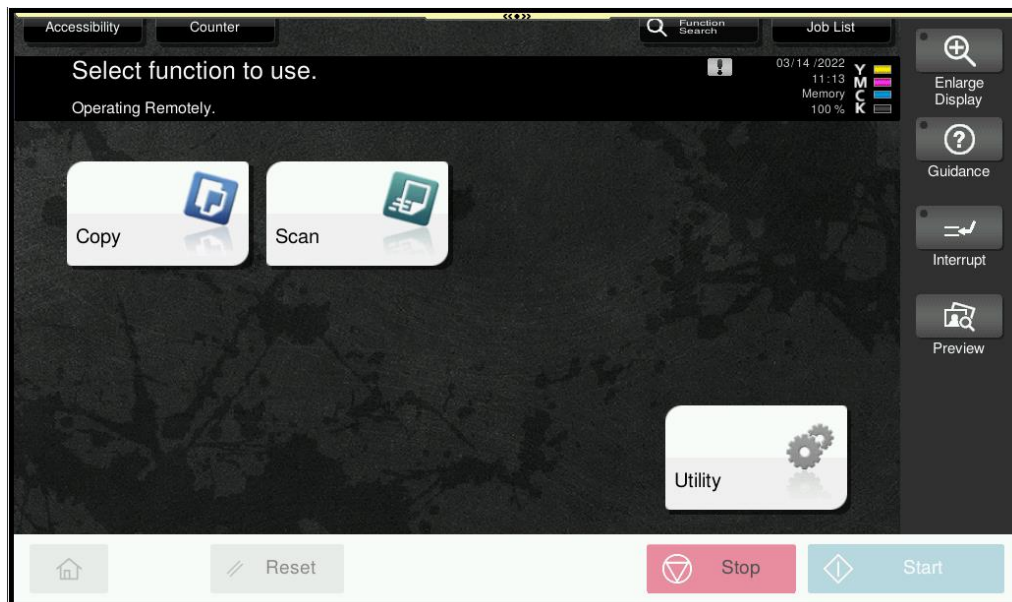 Accessibility
Counter
Function
Search
Job List
Select function to use.
Operating Remotely.
03/14 /2022
11:13
Memory
100 %
Y
M
C
K
Enlarge
Display
Guidance
Interrupt
Preview
Copy
Scan
Utility
Reset
Stop
Start